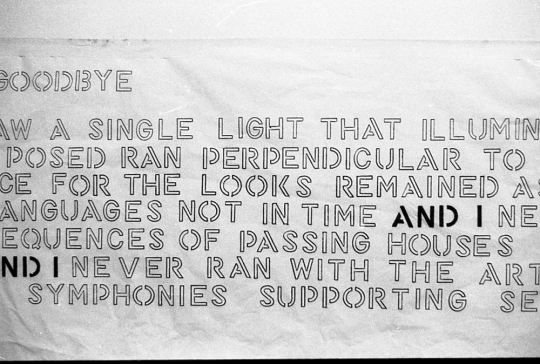 GOODBYE
AW A SINGLE LIGHT THAT ILLUMIN
POSED RAN PERPENDICULAR TO
CE FOR THE LOOKS REMAINED AS
ANGUAGES NOT IN TIME AND I NE
EQUENCES OF PASSING HOUSES
ND I NEVER RAN WITH THE ART
SYMPHONIES SUPPORTING SE